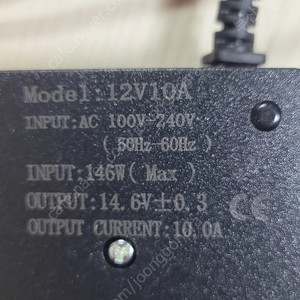 Model:12V10A
INPUT:AC 100V-240V
( 50Hz-60Hz )
INPUT:146W( Max )
OUTPUT:14.6V±0.3
OUTPUT CURRENT:10.0A
CE